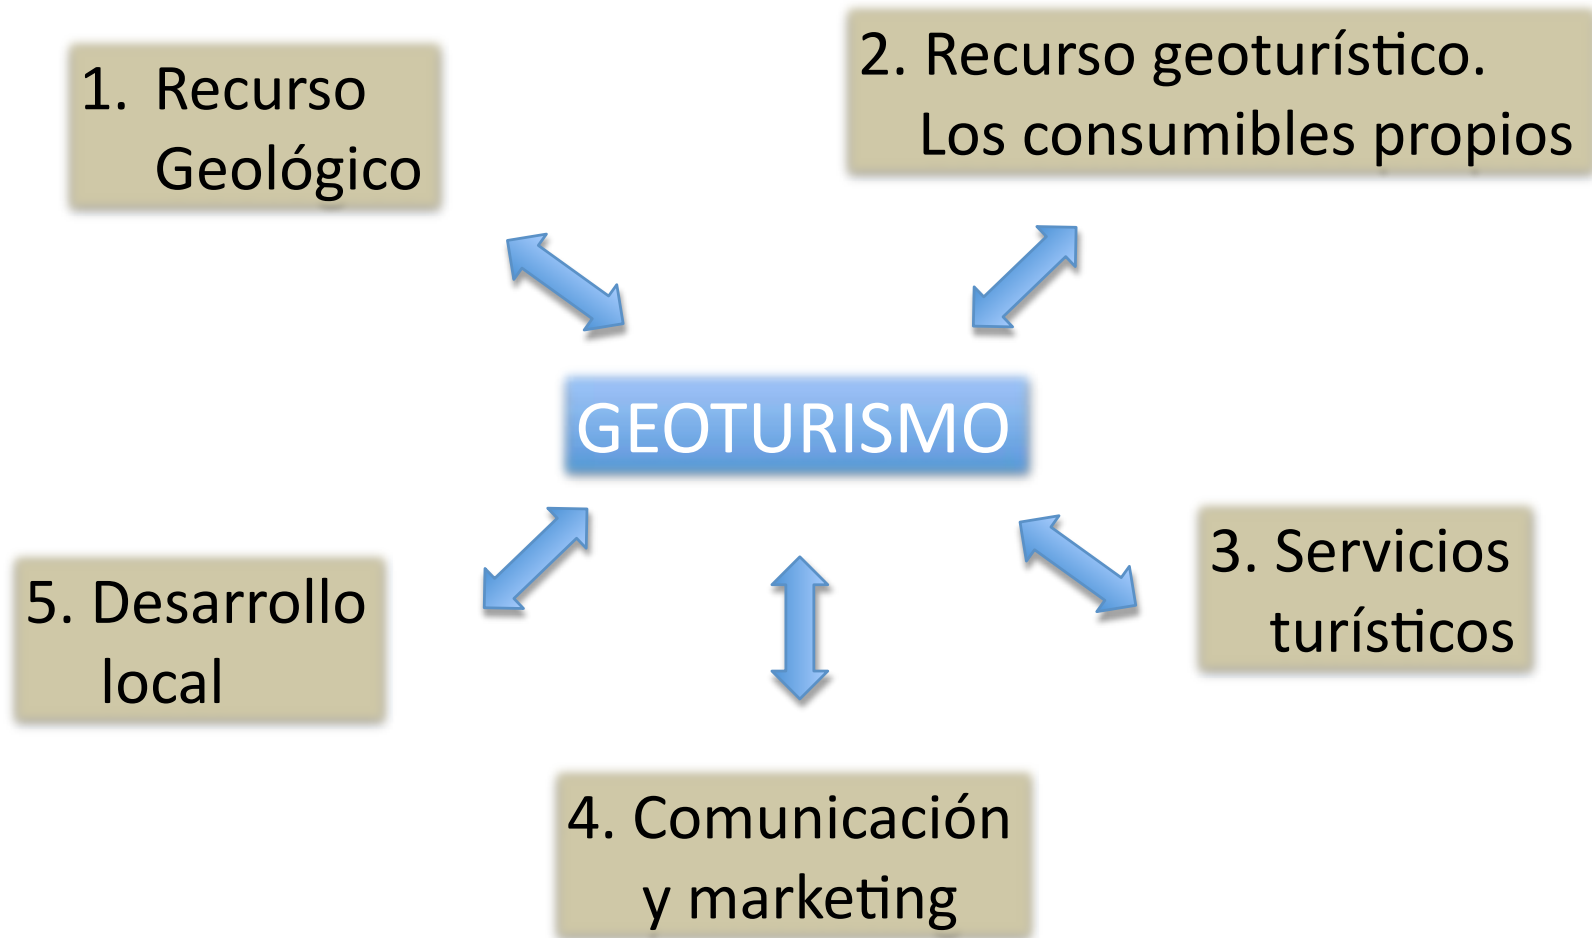 1. Recurso
Geológico
2. Recurso geoturístico.
Los consumibles propios
GEOTURISMO
3. Servicios
turísticos
4. Comunicación
y marketing
5. Desarrollo
local